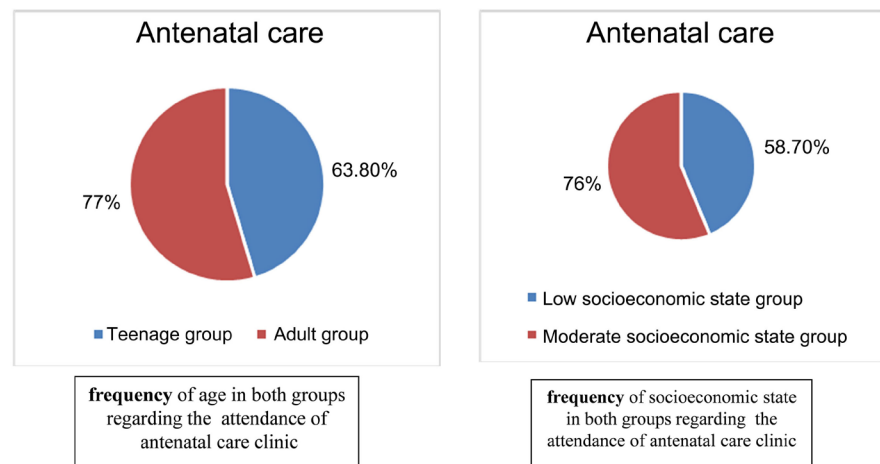 Antenatal care
63.80%
77%
Teenage group Adult group
frequency of age in both groups
regarding the attendance of
antenatal care clinic
Antenatal care
58.70%
76%
Low socioeconomic state group
Moderate socioeconomic state group
frequency of socioeconomic state
in both groups regarding the
attendance of antenatal care clinic